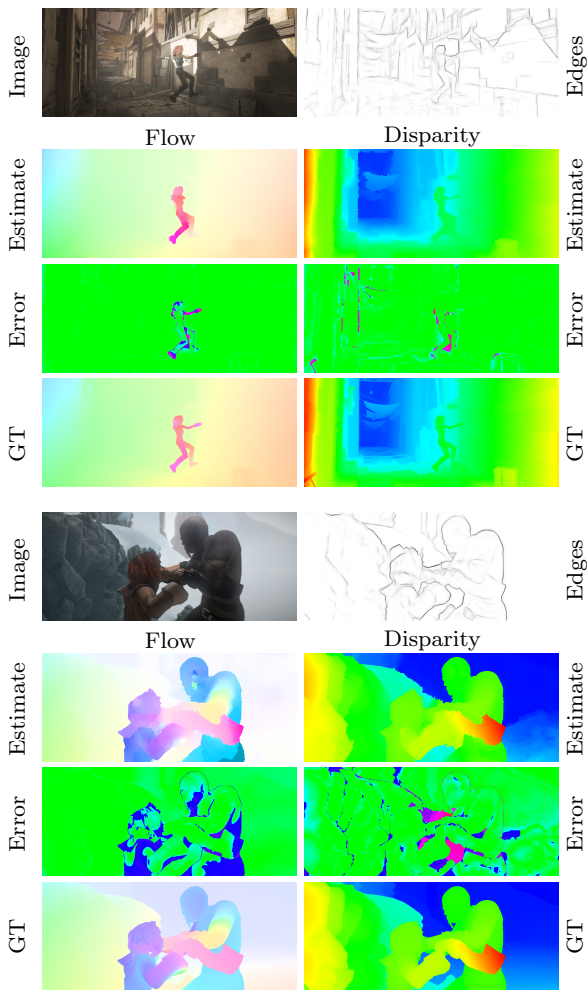 Image
Edges
Flow
Disparity
Estimate
Estimate
Error
Error
GT
GT
Image
Edges
Flow
Disparity
Estimate
Estimate
Error
Error
GT
GT